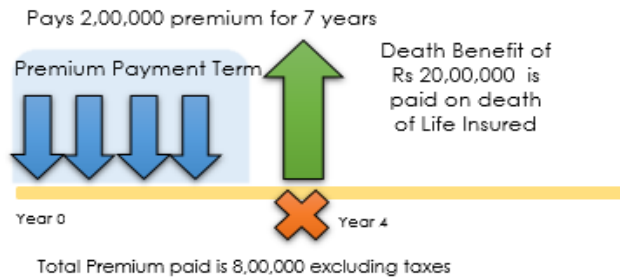 Pays 2,00,000 premium for 7 years
Premium Payment Term
Death Benefit of
Rs 20,00,000 is
paid on death
of Life Insured
Year 0
Year 4
Total Premium paid is 8,00,000 excluding taxes